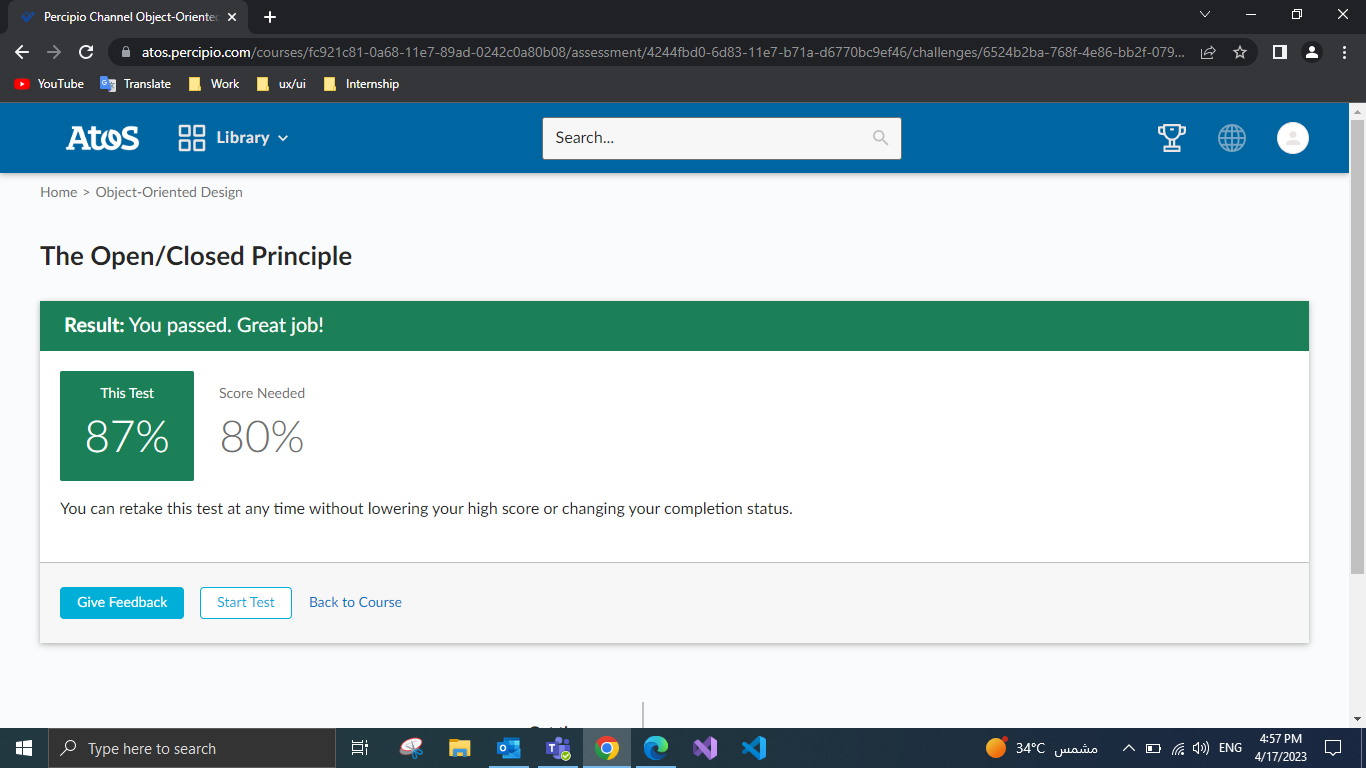 Percipio Channel Object-Oriente
atos.percipio.com/courses/fc921c81-0a68-11e7-89ad-0242c0a80b08/assessment/4244fbd0-6d83-11e7-b71a-d6770bc9ef46/challenges/6524b2ba-768f-4e86-bb2f-079...
YouTube Translate Work ux/ui Internship
Atos Library Search...
Home > Object-Oriented Design
The Open/Closed Principle
Result: You passed. Great job!
This Test Score Needed
87% 80%
You can retake this test at any time without lowering your high score or changing your completion status.
Give Feedback Start Test Back to Course
Type here to search 34°C مشمس ENG 4:57 PM
4/17/2023